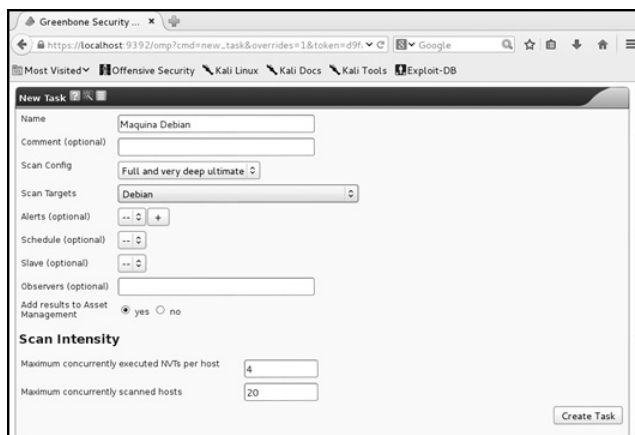 Greenbone Security ...
https://localhost:9392/omp?cmd=new_task&overrides=1&token=d9f
Google
Most Visited
Offensive Security
Kali Linux
Kali Docs
Kali Tools
Exploit-DB
New Task
Name
Maquina Debian
Comment (optional)
Scan Config
Full and very deep ultimate
Scan Targets
Debian
Alerts (optional)
--
+
Schedule (optional)
--
Slave (optional)
--
Observers (optional)
Add results to Asset
Management
yes
no
Scan Intensity
Maximum concurrently executed NVTs per host
4
Maximum concurrently scanned hosts
20
Create Task